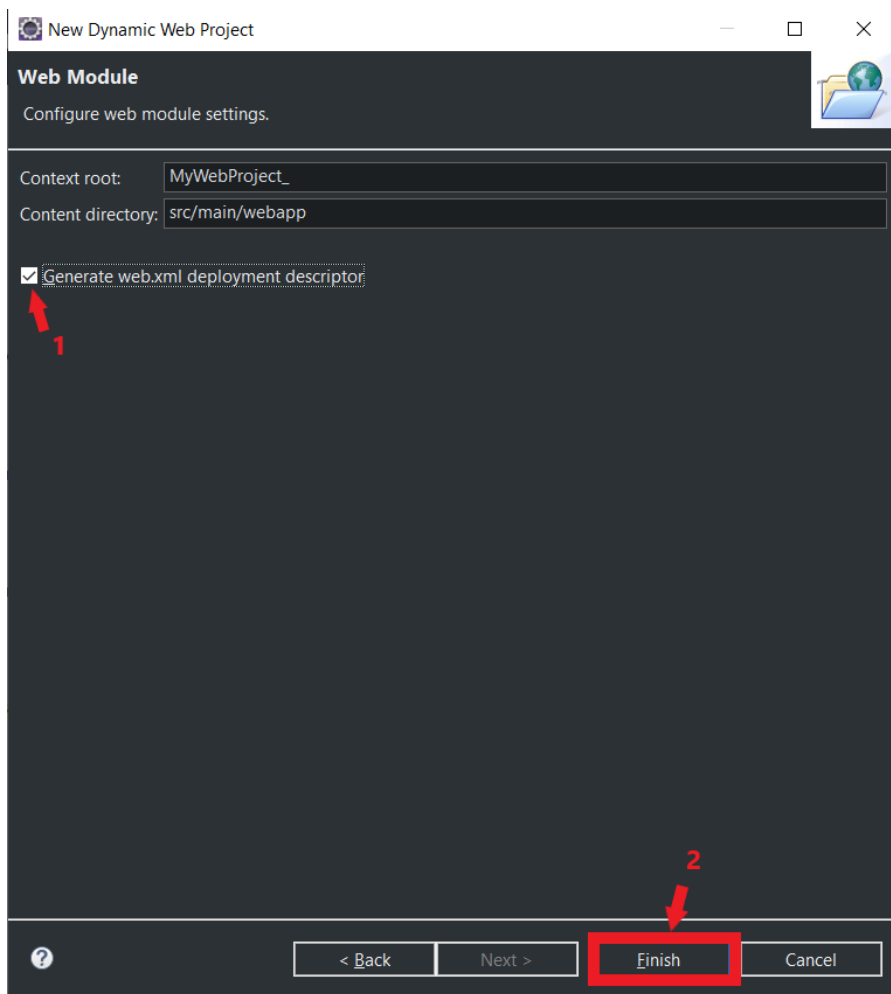 New Dynamic Web Project
Web Module
Configure web module settings.
Context root: MyWebProject_
Content directory: src/main/webapp
Generate web.xml deployment descriptor
1
2
? < Back Next > Finish Cancel